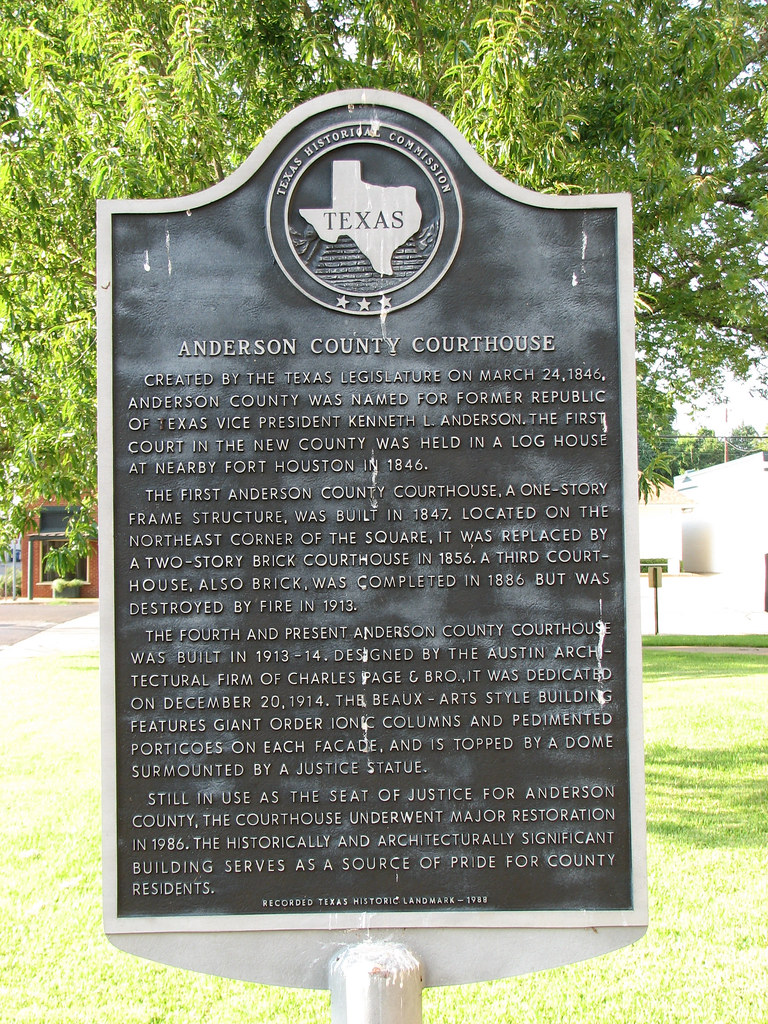 TEXAS HISTORICAL COMMISSION
TEXAS
ANDERSON COUNTY COURTHOUSE
CREATED BY THE TEXAS LEGISLATURE ON MARCH 24, 1846,
ANDERSON COUNTY WAS NAMED FOR FORMER REPUBLIC
OF TEXAS VICE PRESIDENT KENNETH L. ANDERSON. THE FIRST
COURT IN THE NEW COUNTY WAS HELD IN A LOG HOUSE
AT NEARBY FORT HOUSTON IN 1846.
THE FIRST ANDERSON COUNTY COURTHOUSE, A ONE-STORY
FRAME STRUCTURE, WAS BUILT IN 1847. LOCATED ON THE
NORTHEAST CORNER OF THE SQUARE, IT WAS REPLACED BY
A TWO-STORY BRICK COURTHOUSE IN 1856. A THIRD COURT-
HOUSE, ALSO BRICK, WAS COMPLETED IN 1886 BUT WAS
DESTROYED BY FIRE IN 1913.
THE FOURTH AND PRESENT ANDERSON COUNTY COURTHOUSE
WAS BUILT IN 1913-14. DESIGNED BY THE AUSTIN ARCHI-
TECTURAL FIRM OF CHARLES PAGE & BRO., IT WAS DEDICATED
ON DECEMBER 20, 1914. THE BEAUX-ARTS STYLE BUILDING
FEATURES GIANT ORDER IONIC COLUMNS AND PEDIMENTED
PORTICOES ON EACH FACADE, AND IS TOPPED BY A DOME
SURMOUNTED BY A JUSTICE STATUE.
STILL IN USE AS THE SEAT OF JUSTICE FOR ANDERSON
COUNTY, THE COURTHOUSE UNDERWENT MAJOR RESTORATION
IN 1986. THE HISTORICALLY AND ARCHITECTURALLY SIGNIFICANT
BUILDING SERVES AS A SOURCE OF PRIDE FOR COUNTY
RESIDENTS.
RECORDED TEXAS HISTORIC LANDMARK - 1988